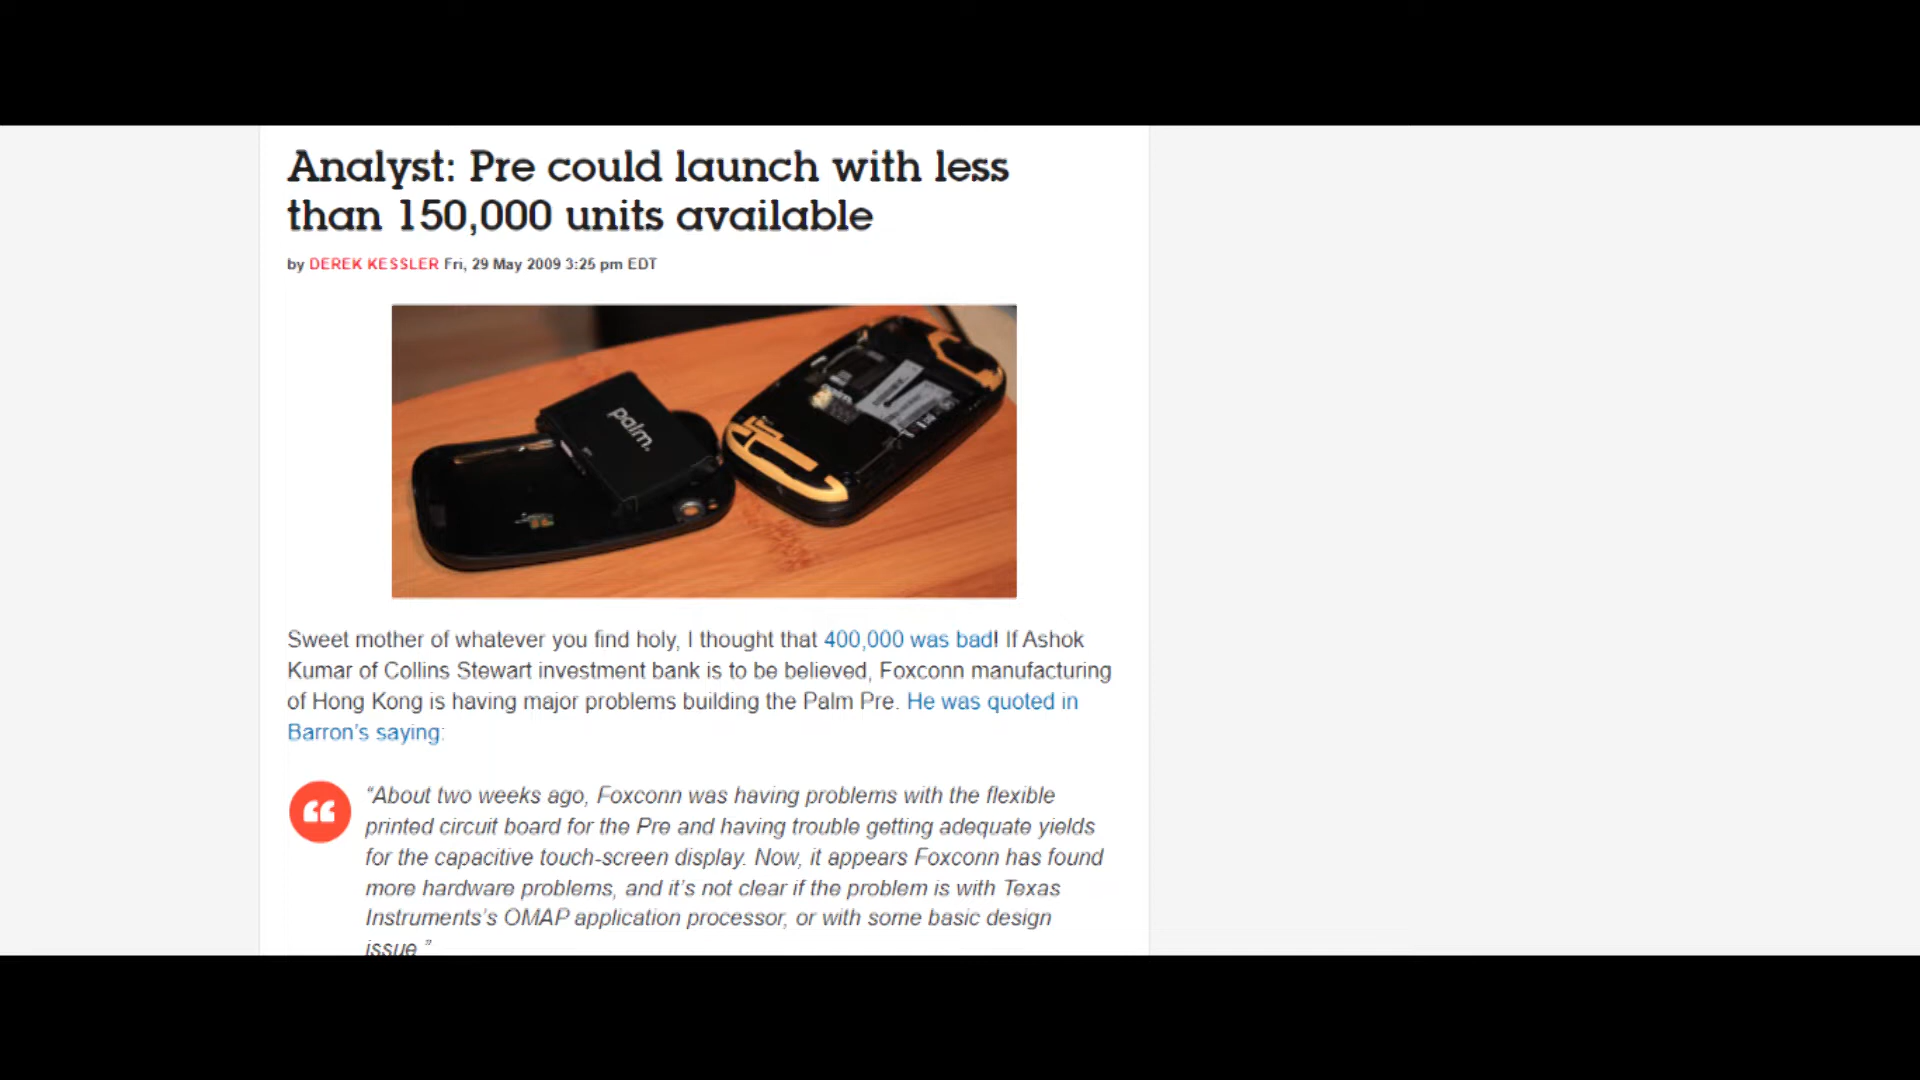 Analyst: Pre could launch with less
than 150,000 units available
by DEREK KESSLER Fri, 29 May 2009 3:25 pm EDT
palm.
Sweet mother of whatever you find holy, I thought that 400,000 was bad! If Ashok
Kumar of Collins Stewart investment bank is to be believed, Foxconn manufacturing
of Hong Kong is having major problems building the Palm Pre. He was quoted in
Barron's saying:
“About two weeks ago, Foxconn was having problems with the flexible
printed circuit board for the Pre and having trouble getting adequate yields
for the capacitive touch-screen display. Now, it appears Foxconn has found
more hardware problems, and it's not clear if the problem is with Texas
Instruments's OMAP application processor, or with some basic design
issue.”